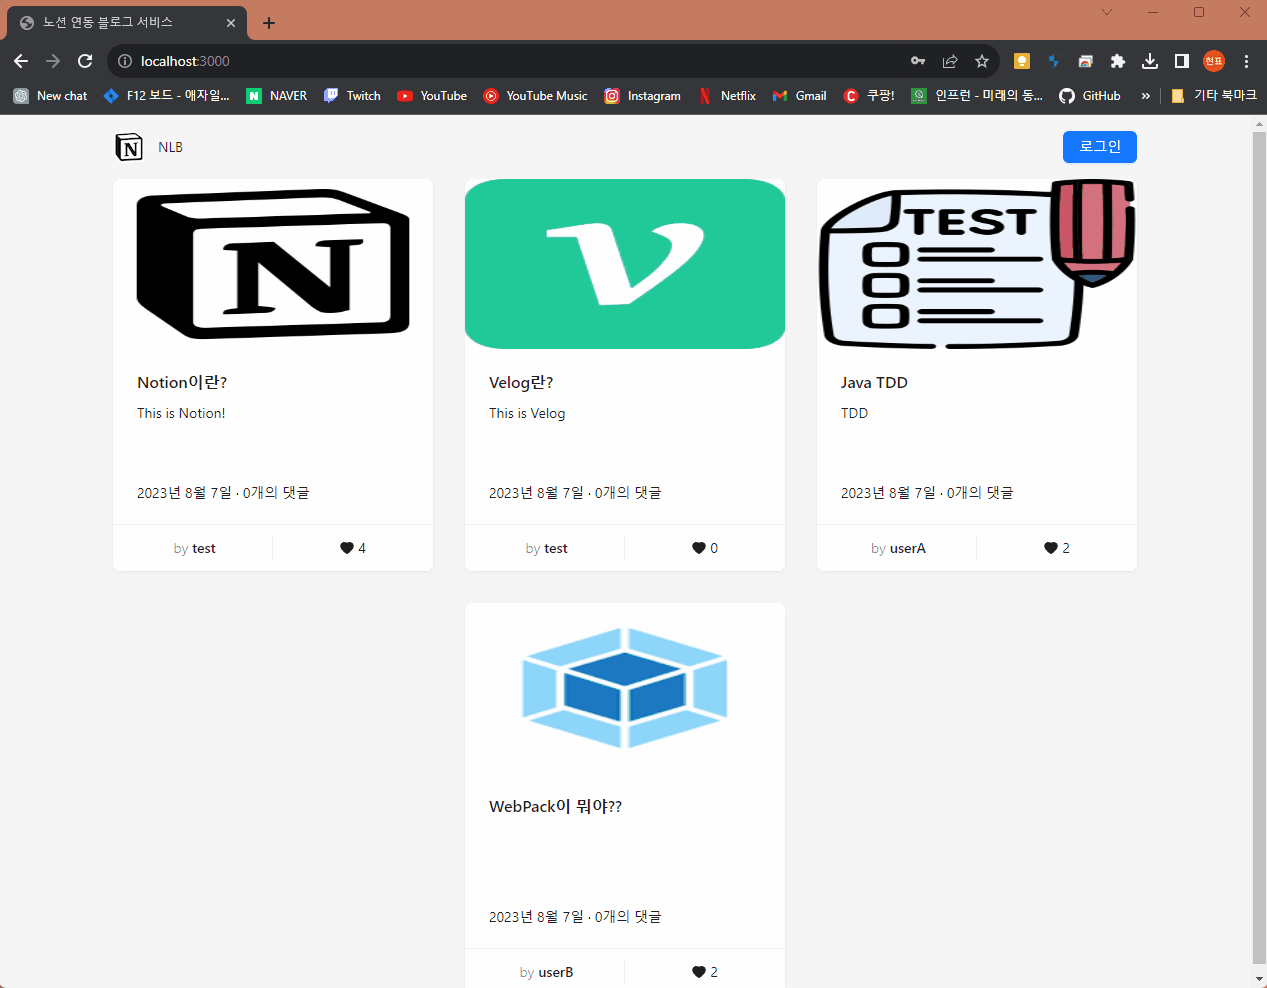 노션 연동 블로그 서비스
localhost:3000
현표
New chat
F12 보드 - 애자일...
NAVER
Twitch
YouTube
YouTube Music
Instagram
Netflix
Gmail
쿠팡!
인프런 - 미래의 동...
GitHub
»
기타 북마크
N
NLB
로그인
N
Notion이란?
This is Notion!
2023년 8월 7일 · 0개의 댓글
by test
4
v
Velog란?
This is Velog
2023년 8월 7일 · 0개의 댓글
by test
0
TEST
Java TDD
TDD
2023년 8월 7일 · 0개의 댓글
by userA
2
WebPack이 뭐야??
2023년 8월 7일 · 0개의 댓글
by userB
2